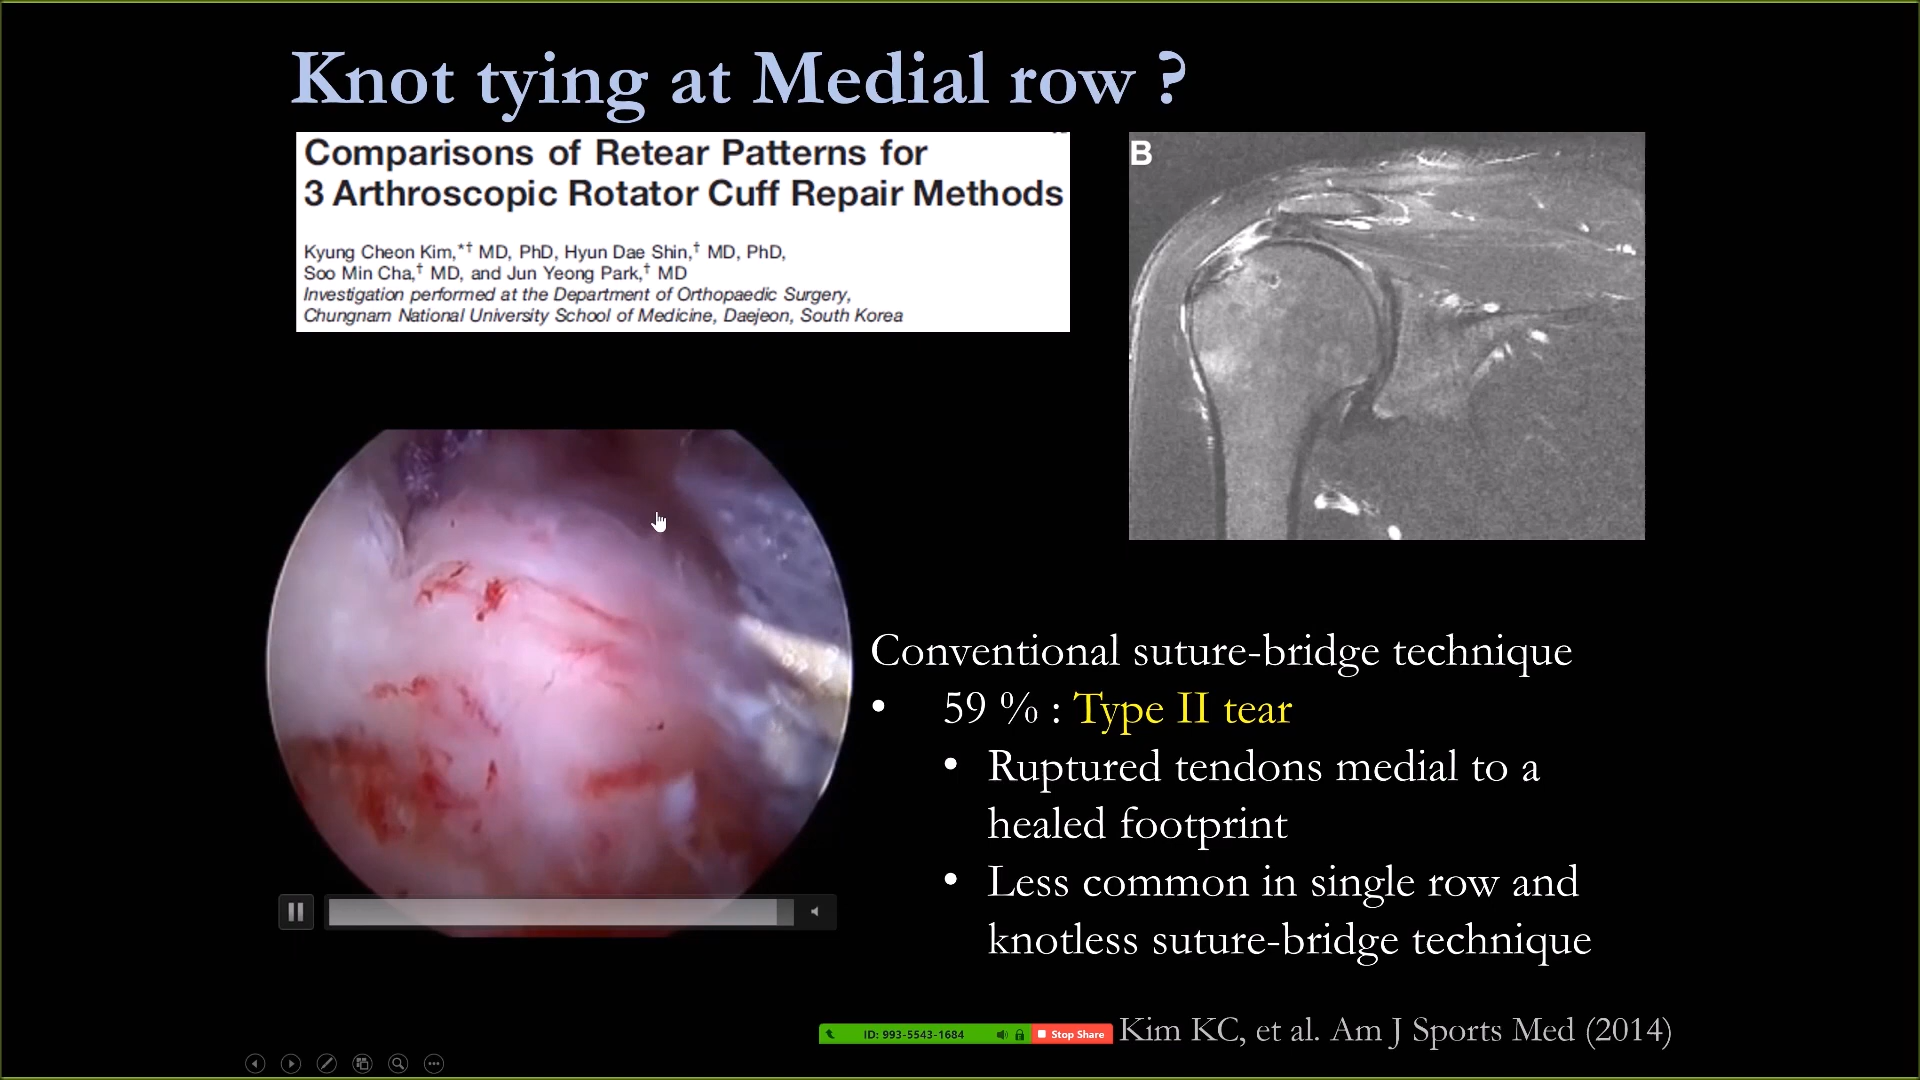 Knot tying at Medial row ?
Comparisons of Retear Patterns for
3 Arthroscopic Rotator Cuff Repair Methods
Kyung Cheon Kim,*† MD, PhD, Hyun Dae Shin,† MD, PhD,
Soo Min Cha,† MD, and Jun Yeong Park,† MD
Investigation performed at the Department of Orthopaedic Surgery,
Chungnam National University School of Medicine, Daejeon, South Korea
B
Conventional suture-bridge technique
• 59 % : Type II tear
• Ruptured tendons medial to a
healed footprint
• Less common in single row and
knotless suture-bridge technique
ID: 993-5543-1684
Stop Share
Kim KC, et al. Am J Sports Med (2014)